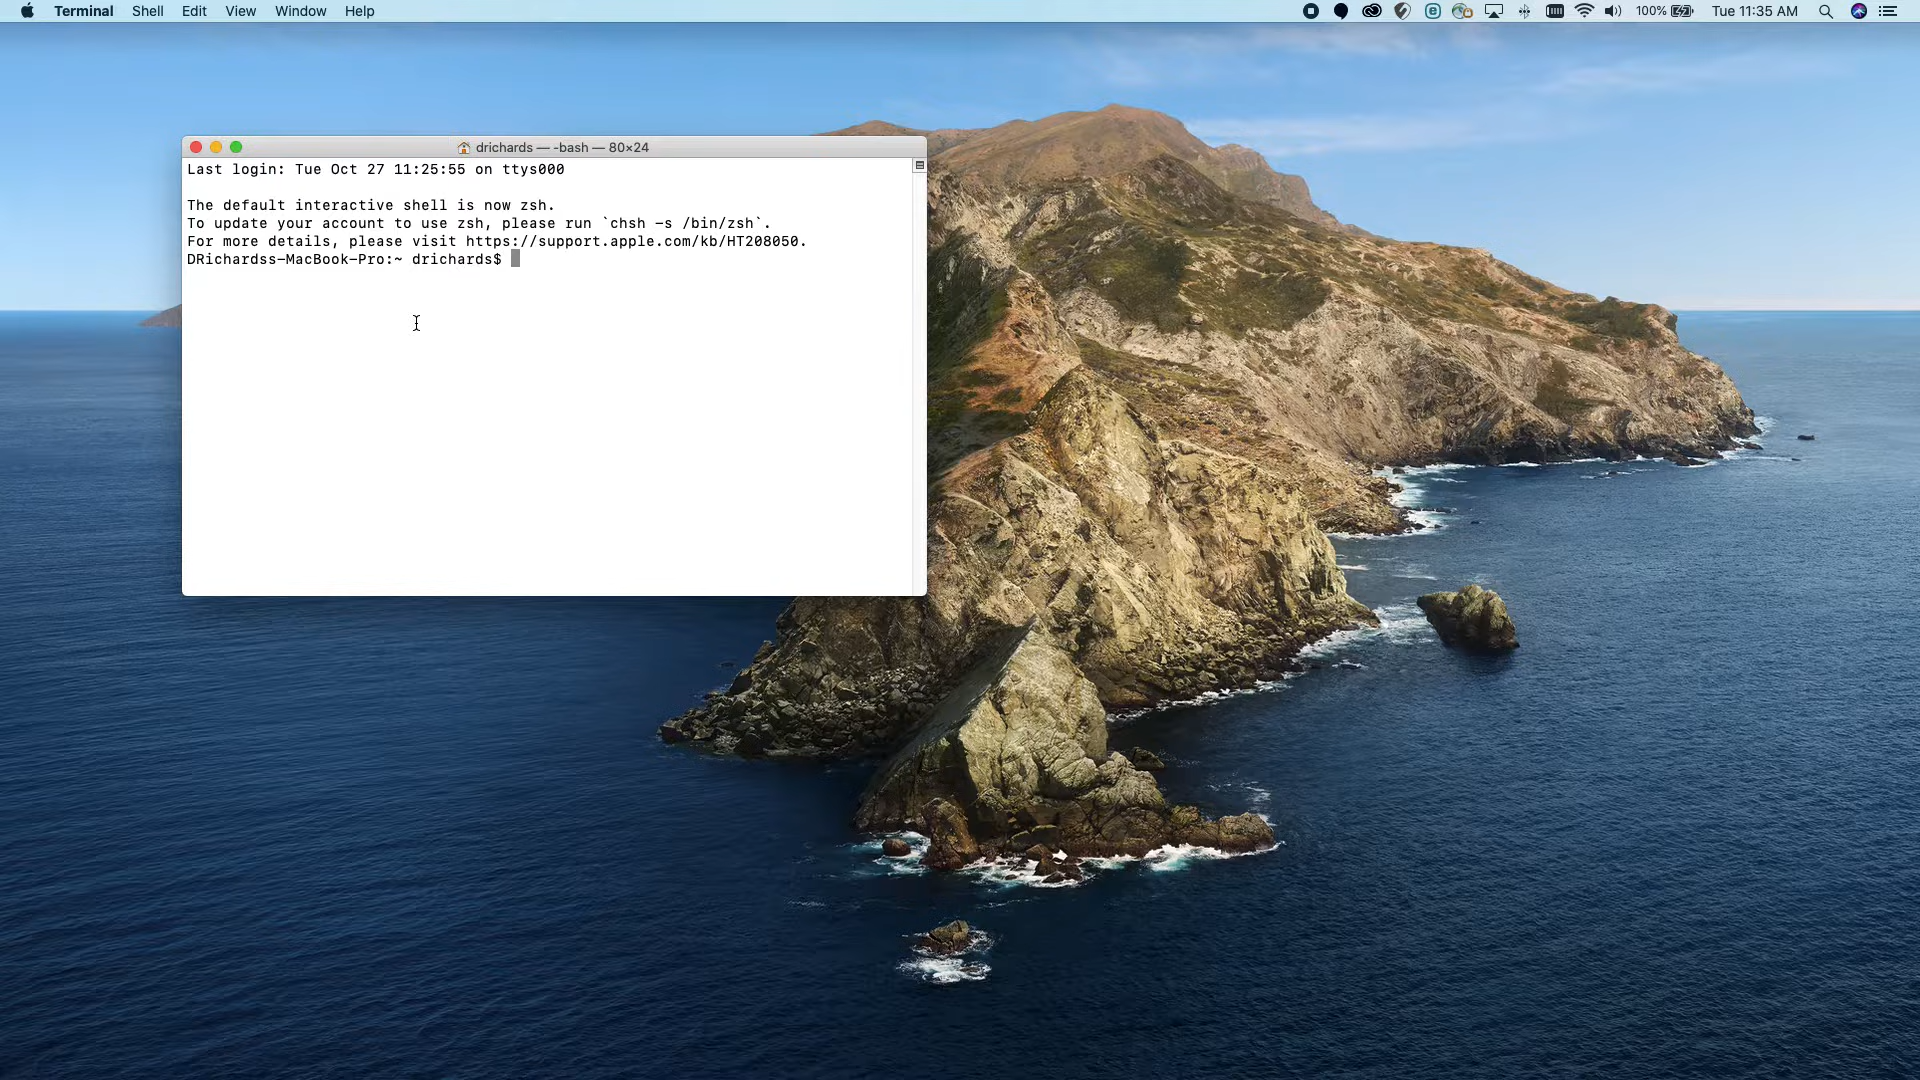 Terminal Shell Edit View Window Help 100% Tue 11:35 AM
drichards — -bash — 80×24
Last login: Tue Oct 27 11:25:55 on ttys000
The default interactive shell is now zsh.
To update your account to use zsh, please run `chsh -s /bin/zsh`.
For more details, please visit https://support.apple.com/kb/HT208050.
DRichardss-MacBook-Pro:~ drichards$